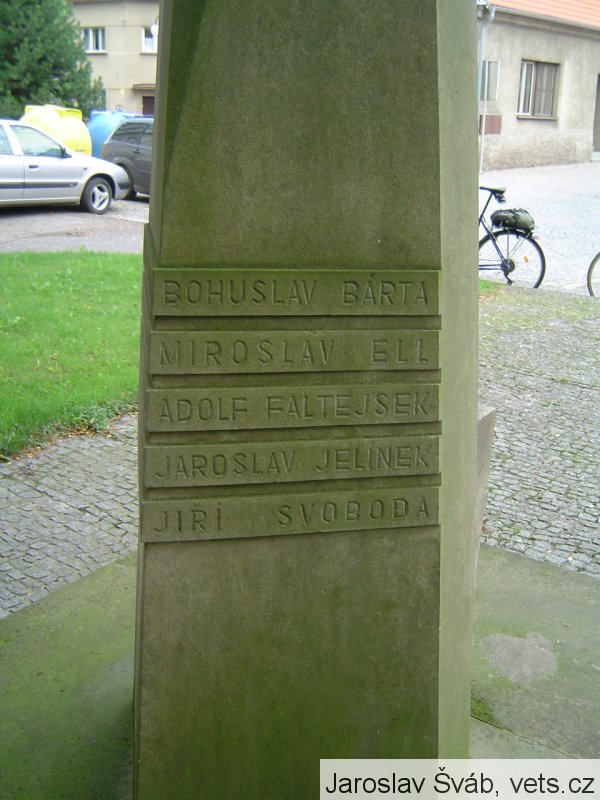 BOHUSLAV BÁRTA
MIROSLAV ELL
ADOLF FALTEJSEK
JAROSLAV JELÍNEK
JIŘÍ SVOBODA
Jaroslav Šváb, vets.cz